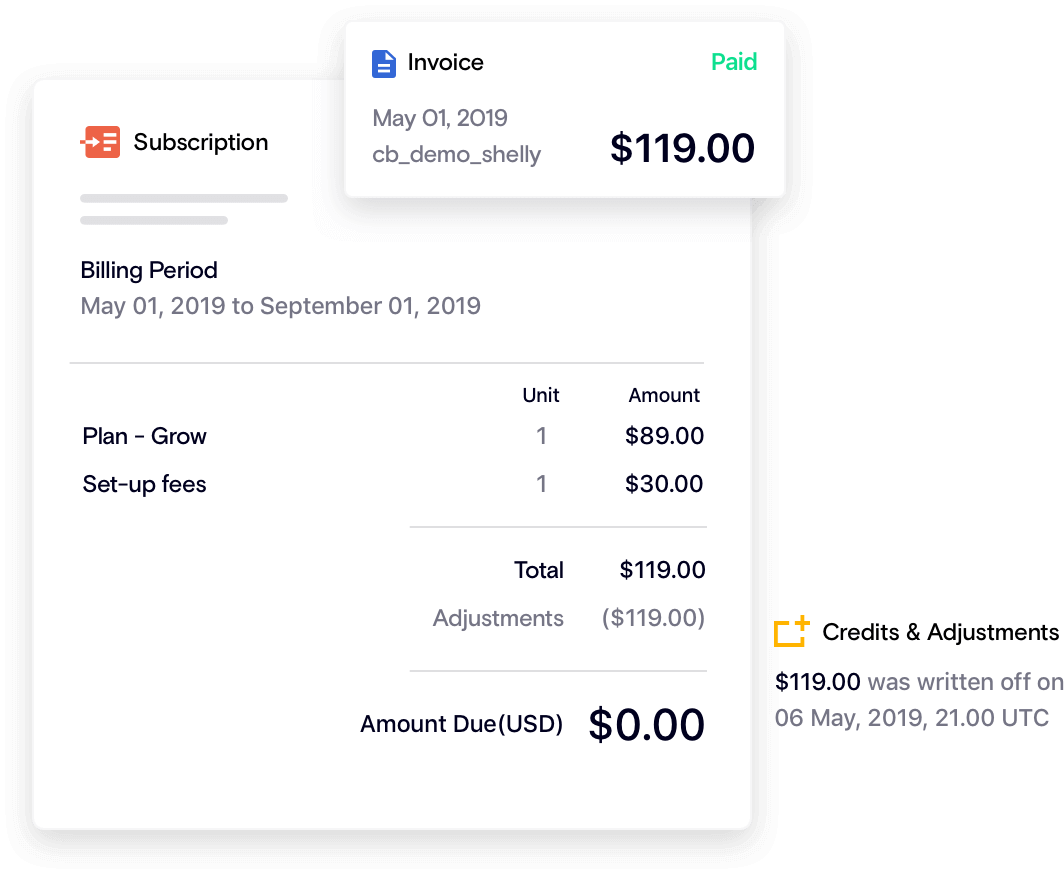 Invoice Paid
May 01, 2019
cb_demo_shelly $119.00
Subscription
Billing Period
May 01, 2019 to September 01, 2019
Unit Amount
Plan - Grow 1 $89.00
Set-up fees 1 $30.00
Total $119.00
Adjustments ($119.00)
Amount Due(USD) $0.00
Credits & Adjustments
$119.00 was written off on
06 May, 2019, 21.00 UTC